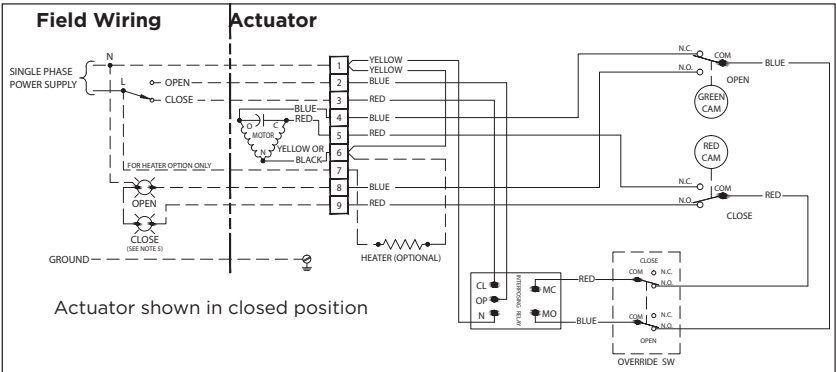 Field Wiring
Actuator
N
SINGLE PHASE
POWER SUPPLY
L
OPEN
CLOSE
1
2
3
4
5
6
7
8
9
YELLOW
YELLOW
BLUE
RED
BLUE
RED
BLUE
RED
BLUE
RED
O
C
MOTOR
N
YELLOW OR
BLACK
FOR HEATER OPTION ONLY
OPEN
CLOSE
(SEE NOTE 5)
GROUND
HEATER (OPTIONAL)
Actuator shown in closed position
N.C.
COM
BLUE
N.O.
OPEN
GREEN
CAM
RED
CAM
N.C.
COM
RED
N.O.
CLOSE
CL
OP
N
INTERPOSING RELAY
MC
MO
RED
BLUE
CLOSE
COM
N.C.
N.O.
COM
N.C.
N.O.
OPEN
OVERRIDE SW